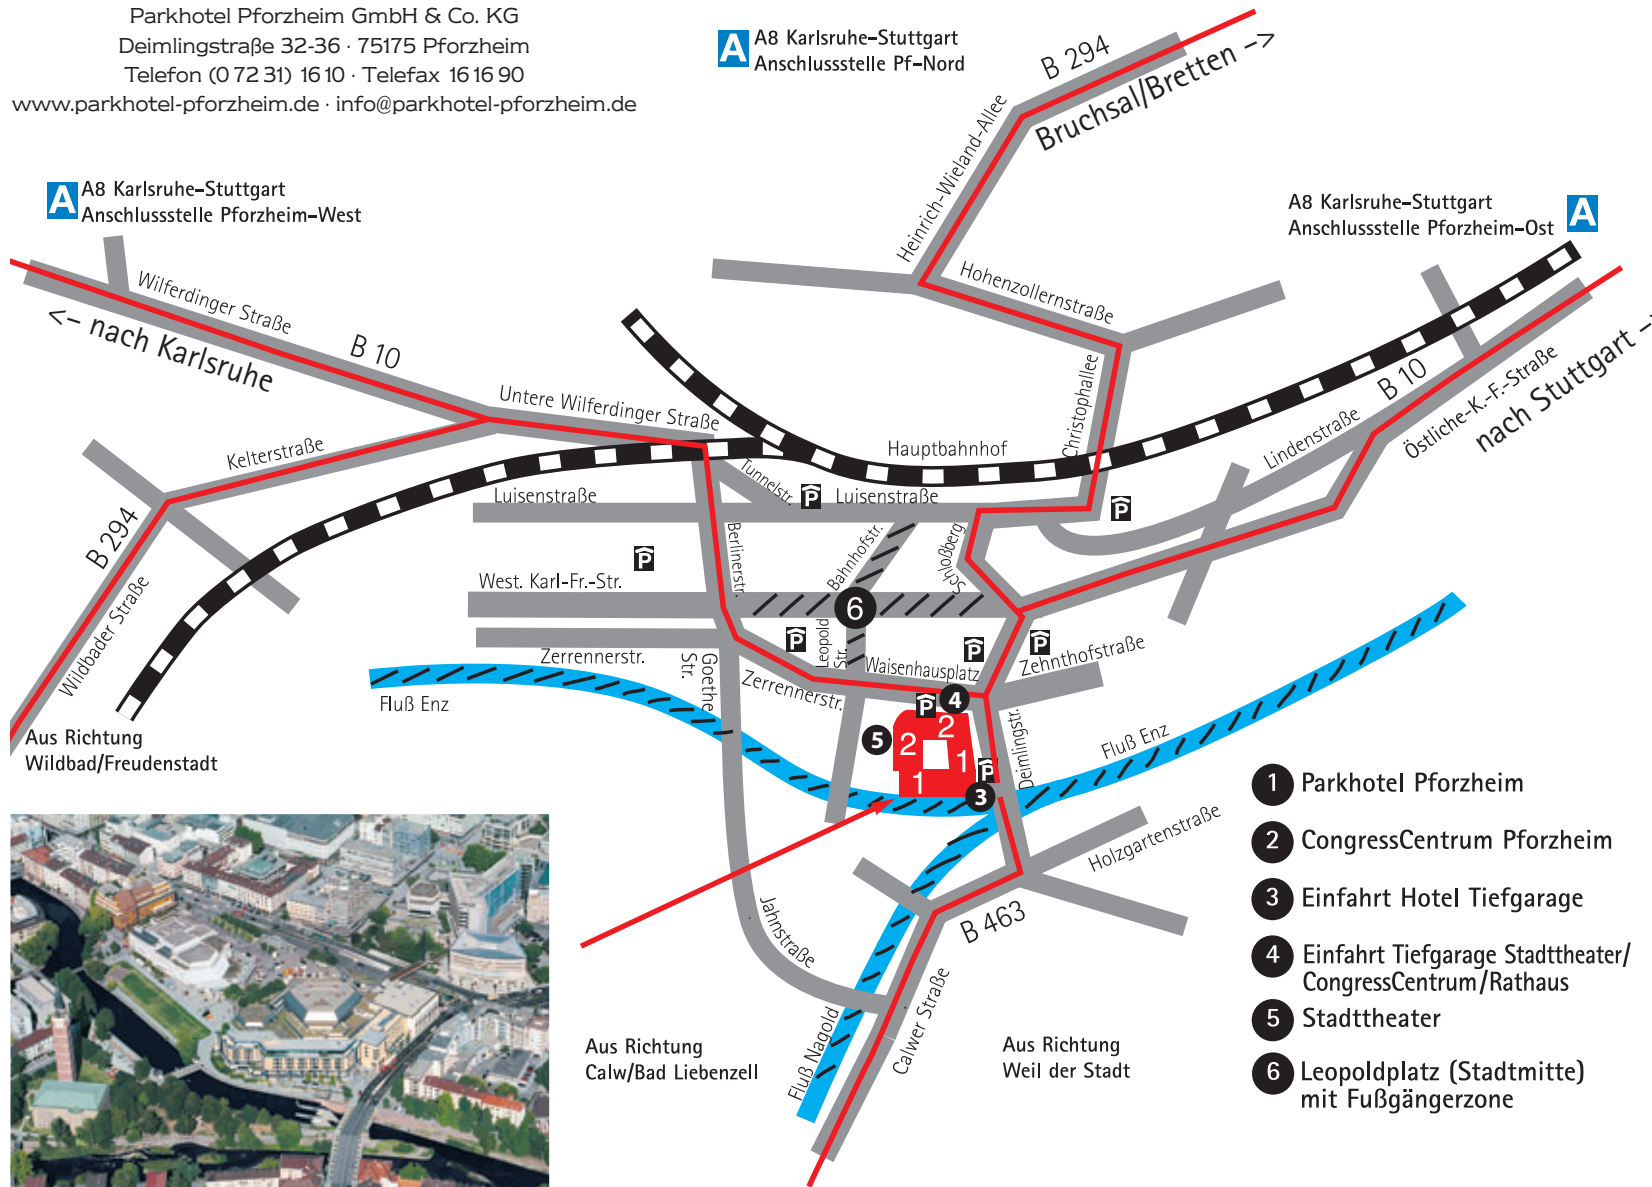 Parkhotel Pforzheim GmbH & Co. KG
Deimlingstraße 32-36 · 75175 Pforzheim
Telefon (0 72 31) 16 10 · Telefax 16 16 90
www.parkhotel-pforzheim.de · info@parkhotel-pforzheim.de
A
A8 Karlsruhe-Stuttgart
Anschlussstelle Pf-Nord
B 294
Bruchsal/Bretten ->
Heinrich-Wieland-Allee
A
A8 Karlsruhe-Stuttgart
Anschlussstelle Pforzheim-West
A8 Karlsruhe-Stuttgart
Anschlussstelle Pforzheim-Ost
A
Wilferdinger Straße
<- nach Karlsruhe
B 10
Hohenzollernstraße
Christophallee
Untere Wilferdinger Straße
B 10
Östliche-K.-F.-Straße
nach Stuttgart ->
Lindenstraße
Kelterstraße
Hauptbahnhof
Tunnelstr.
P
Luisenstraße
Luisenstraße
P
B 294
Wildbader Straße
Berlinerstr.
Bahnhofstr.
Schloßberg
P
West. Karl-Fr.-Str.
6
P
Leopold
Str.
Waisenhausplatz
P
P
Zehnthofstraße
Zerrennerstr.
Goethe
Str.
Zerrennerstr.
Fluß Enz
P
4
5
2
2
1
1
P
3
Deimlingstr.
Fluß Enz
Aus Richtung
Wildbad/Freudenstadt
Holzgartenstraße
B 463
Jahnstraße
Calwer Straße
Fluß Nagold
Aus Richtung
Calw/Bad Liebenzell
Aus Richtung
Weil der Stadt
1 Parkhotel Pforzheim
2 CongressCentrum Pforzheim
3 Einfahrt Hotel Tiefgarage
4 Einfahrt Tiefgarage Stadttheater/
CongressCentrum/Rathaus
5 Stadttheater
6 Leopoldplatz (Stadtmitte)
mit Fußgängerzone